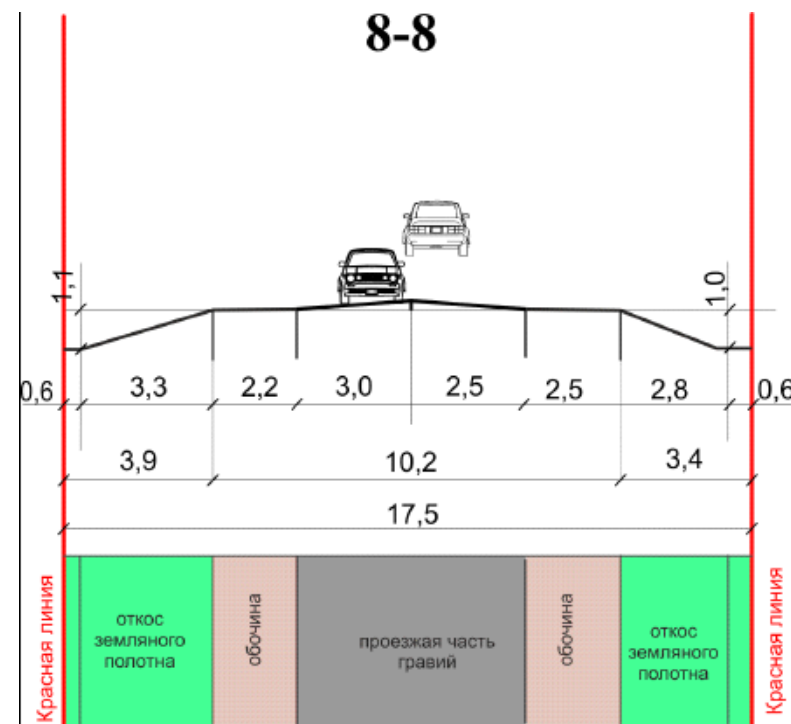 8-8
1,1
1,0
0,6
3,3
2,2
3,0
2,5
2,5
2,8
0,6
3,9
10,2
3,4
17,5
Красная линия
откос
земляного
полотна
обочина
проезжая часть
гравий
обочина
откос
земляного
полотна
Красная линия